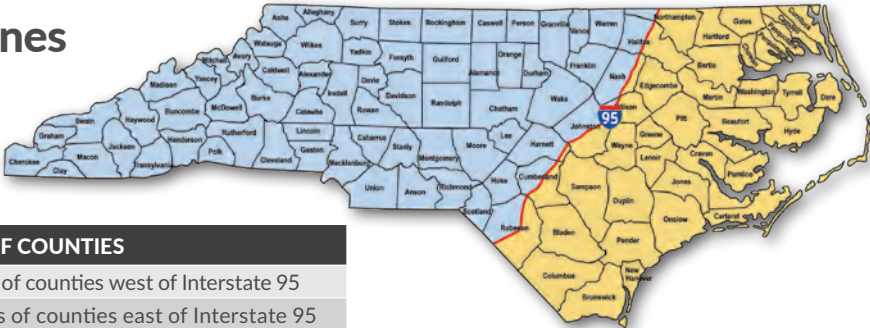 nes
Ashe Alleghany Surry Stokes Rockingham Caswell Person Granville Vance Warren Northampton Gates
Halifax Hertford
Watauga Wilkes Yadkin Forsyth Guilford Orange Franklin Bertie
Mitchell Avery Alamance Durham Nash
Madison Yancey Caldwell Alexander Davie Edgecombe Martin Washington Tyrrell Dare
Iredell Davidson Randolph Wake Wilson
Buncombe McDowell Burke Catawba Rowan Chatham Pitt Beaufort Hyde
Swain Haywood 95
Graham Rutherford Lincoln Cabarrus Lee Johnston Greene
Jackson Henderson Stanly Montgomery Moore Harnett Wayne Lenoir Craven
Cherokee Macon Transylvania Polk Cleveland Gaston Mecklenburg Pamlico
Clay Hoke Cumberland Sampson Jones
Union Anson Richmond Duplin
Scotland Onslow Carteret
Robeson Bladen Pender
Columbus New Hanover
Brunswick
F COUNTIES
of counties west of Interstate 95
s of counties east of Interstate 95